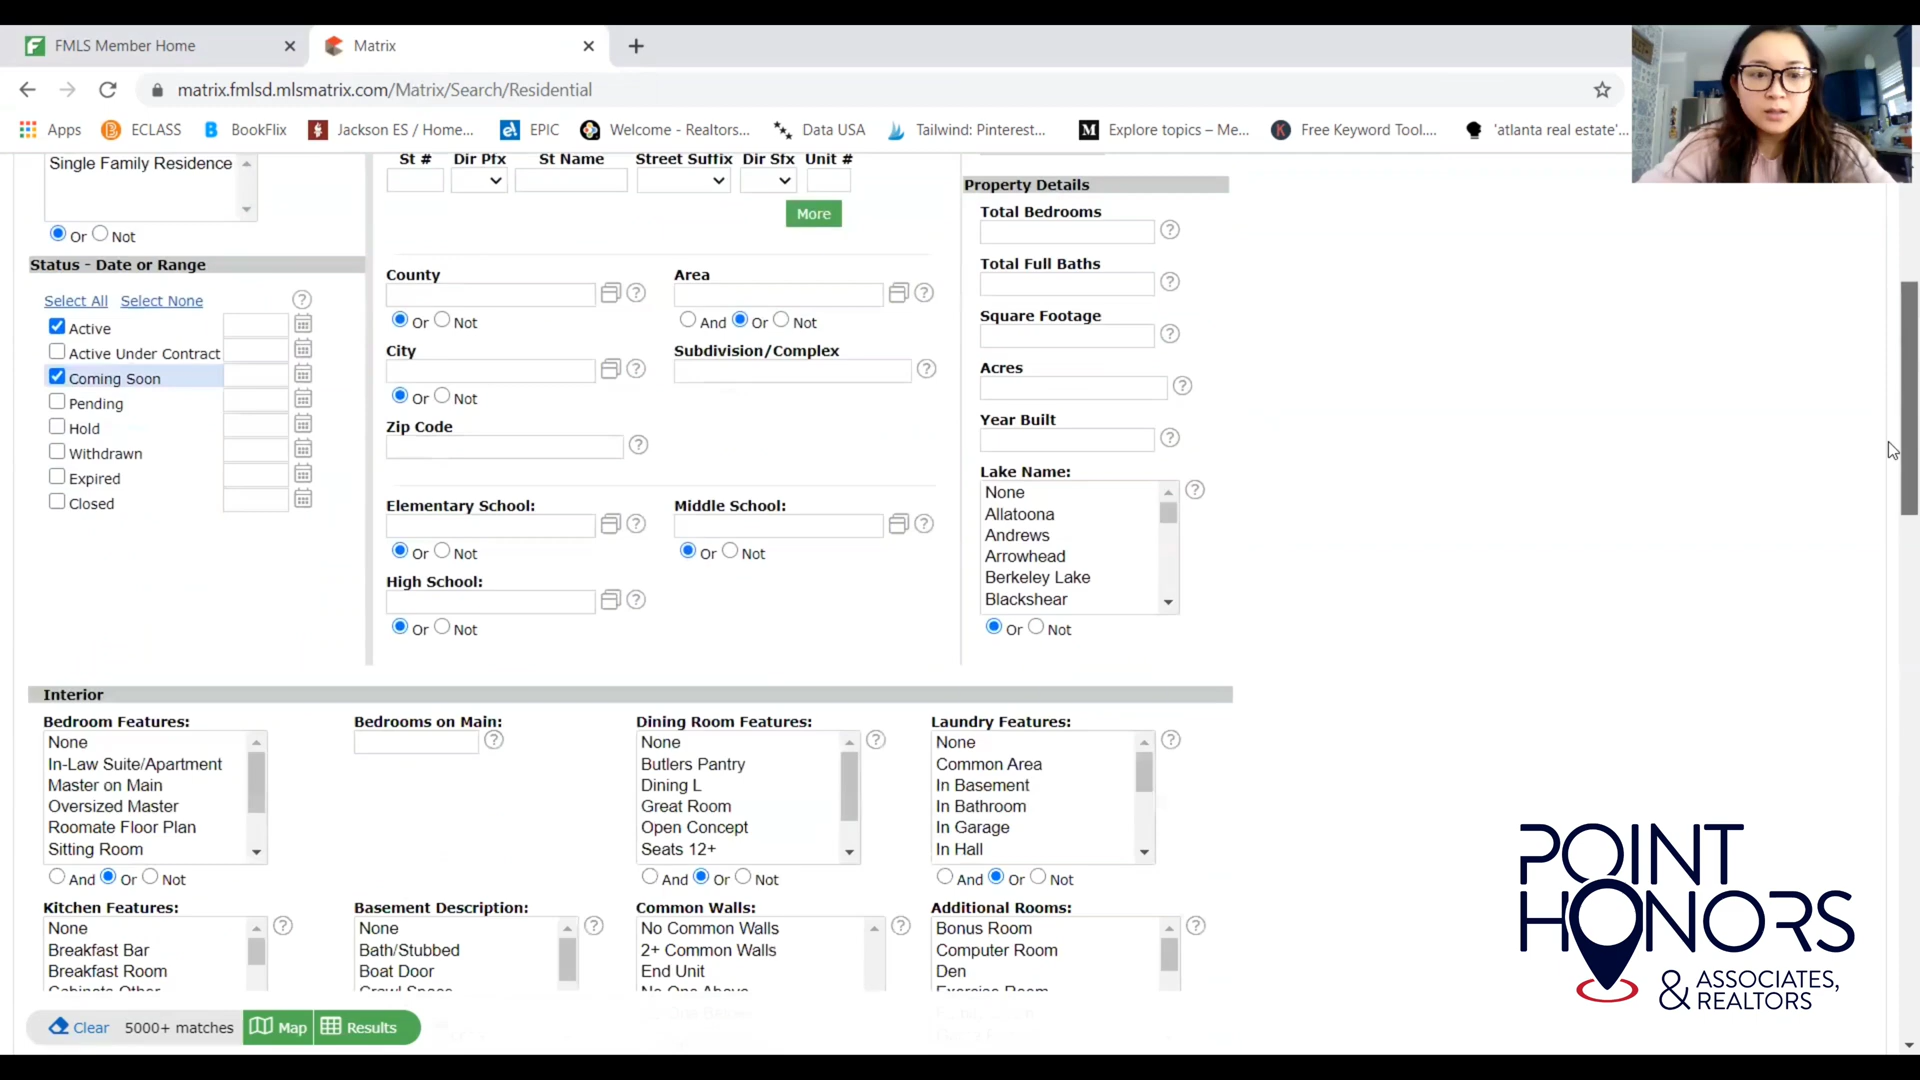 FMLS Member Home
Matrix
matrix.fmlsd.mlsmatrix.com/Matrix/Search/Residential
Apps ECLASS BookFlix Jackson ES / Home... EPIC Welcome - Realtors... Data USA Tailwind: Pinterest... Explore topics – Me... Free Keyword Tool.... 'atlanta real estate'...
Single Family Residence
Or Not
Status - Date or Range
Select All Select None
Active
Active Under Contract
Coming Soon
Pending
Hold
Withdrawn
Expired
Closed
St # Dir Pfx St Name Street Suffix Dir Sfx Unit #
More
County Area
Or Not And Or Not
City Subdivision/Complex
Or Not
Zip Code
Elementary School: Middle School:
Or Not Or Not
High School:
Or Not
Property Details
Total Bedrooms
Total Full Baths
Square Footage
Acres
Year Built
Lake Name:
None
Allatoona
Andrews
Arrowhead
Berkeley Lake
Blackshear
Or Not
Interior
Bedroom Features: Bedrooms on Main: Dining Room Features: Laundry Features:
None None None
In-Law Suite/Apartment Butlers Pantry Common Area
Master on Main Dining L In Basement
Oversized Master Great Room In Bathroom
Roomate Floor Plan Open Concept In Garage
Sitting Room Seats 12+ In Hall
And Or Not And Or Not And Or Not
Kitchen Features: Basement Description: Common Walls: Additional Rooms:
None None No Common Walls Bonus Room
Breakfast Bar Bath/Stubbed 2+ Common Walls Computer Room
Breakfast Room Boat Door End Unit Den
Clear 5000+ matches Map Results
POINT
HONORS
& ASSOCIATES,
REALTORS